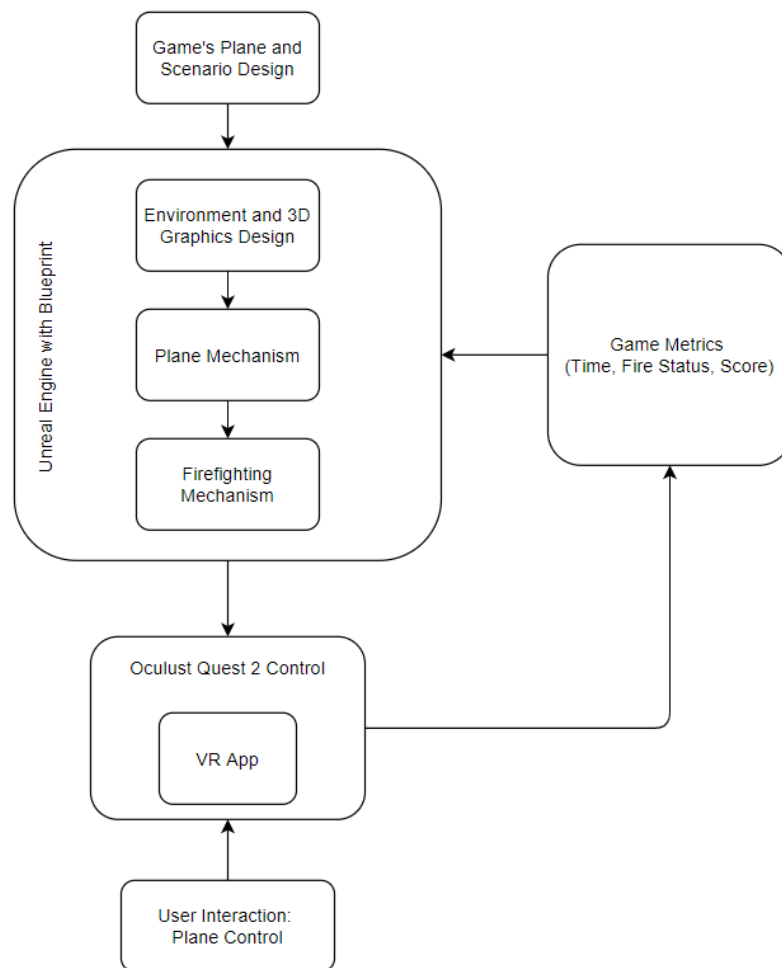 Game's Plane and
Scenario Design
Unreal Engine with Blueprint
Environment and 3D
Graphics Design
Plane Mechanism
Firefighting
Mechanism
Game Metrics
(Time, Fire Status, Score)
Oculust Quest 2 Control
VR App
User Interaction:
Plane Control